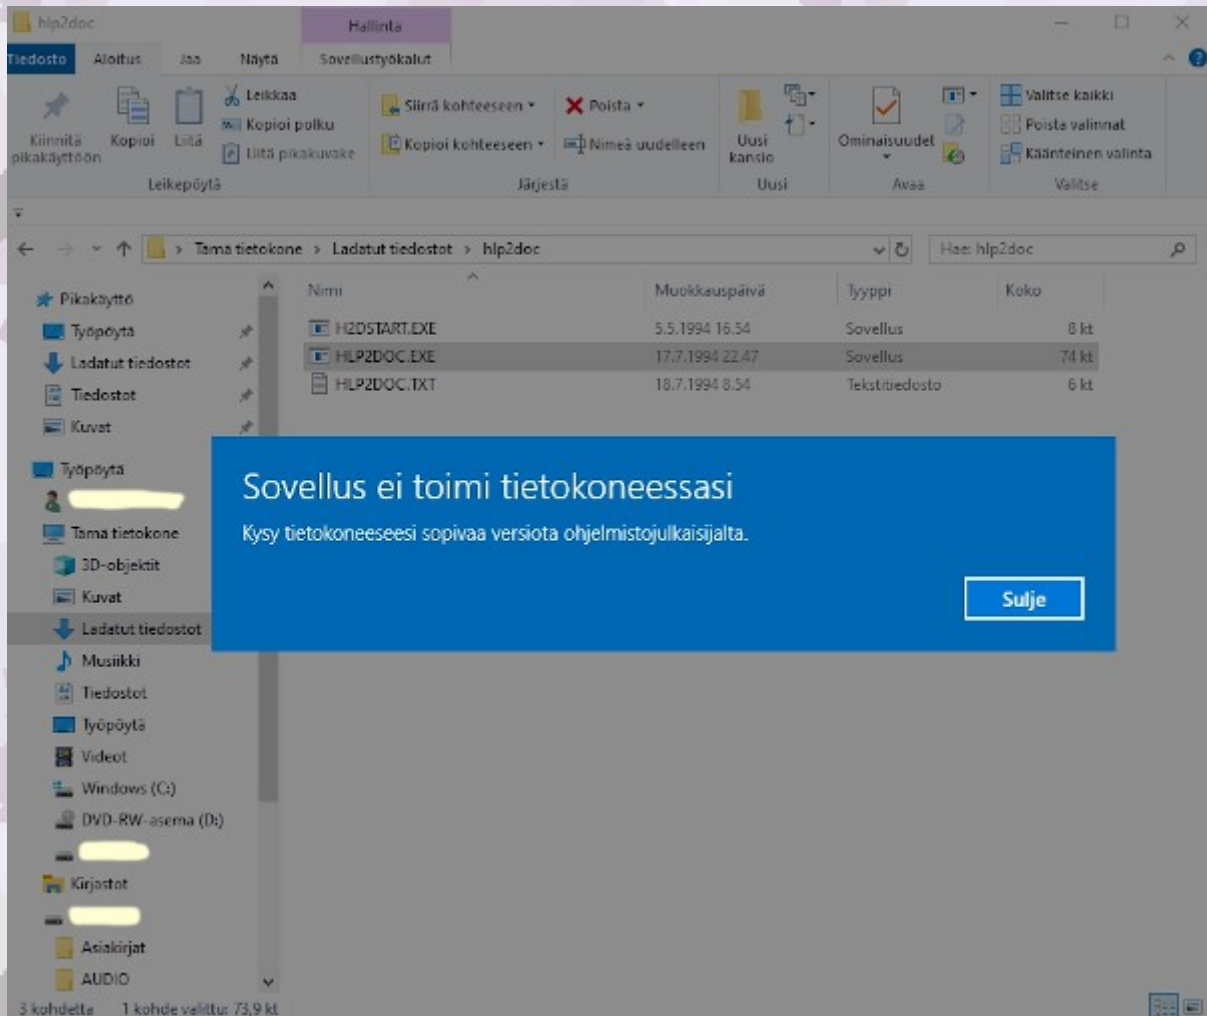 hlp2doc
Hallinta
Tiedosto Aloitus Jaa Näytä Sovellustyökalut
Kiinnitä pikakäyttöön
Kopioi
Liitä
Leikkaa
Kopioi polku
Liitä pikakuvake
Leikepöytä
Siirrä kohteeseen
Kopioi kohteeseen
Poista
Nimeä uudelleen
Järjestä
Uusi kansio
Uusi
Ominaisuudet
Avaa
Valitse kaikki
Poista valinnat
Käänteinen valinta
Valitse
Tämä tietokone > Ladatut tiedostot > hlp2doc
Hae: hlp2doc
Nimi Muokkauspäivä Tyyppi Koko
H2DSTART.EXE 5.5.1994 16.54 Sovellus 8 kt
HLP2DOC.EXE 17.7.1994 22.47 Sovellus 74 kt
HLP2DOC.TXT 18.7.1994 8.54 Tekstitiedosto 6 kt
Pikakäyttö
Työpöytä
Ladatut tiedostot
Tiedostot
Kuvat
Työpöytä
Tämä tietokone
3D-objektit
Kuvat
Ladatut tiedostot
Musiikki
Tiedostot
Työpöytä
Videot
Windows (C:)
DVD-RW-asema (D:)
Kirjastot
Asiakirjat
AUDIO
Sovellus ei toimi tietokoneessasi
Kysy tietokoneeseesi sopivaa versiota ohjelmistojulkaisijalta.
Sulje
3 kohdetta 1 kohde valittu: 73,9 kt